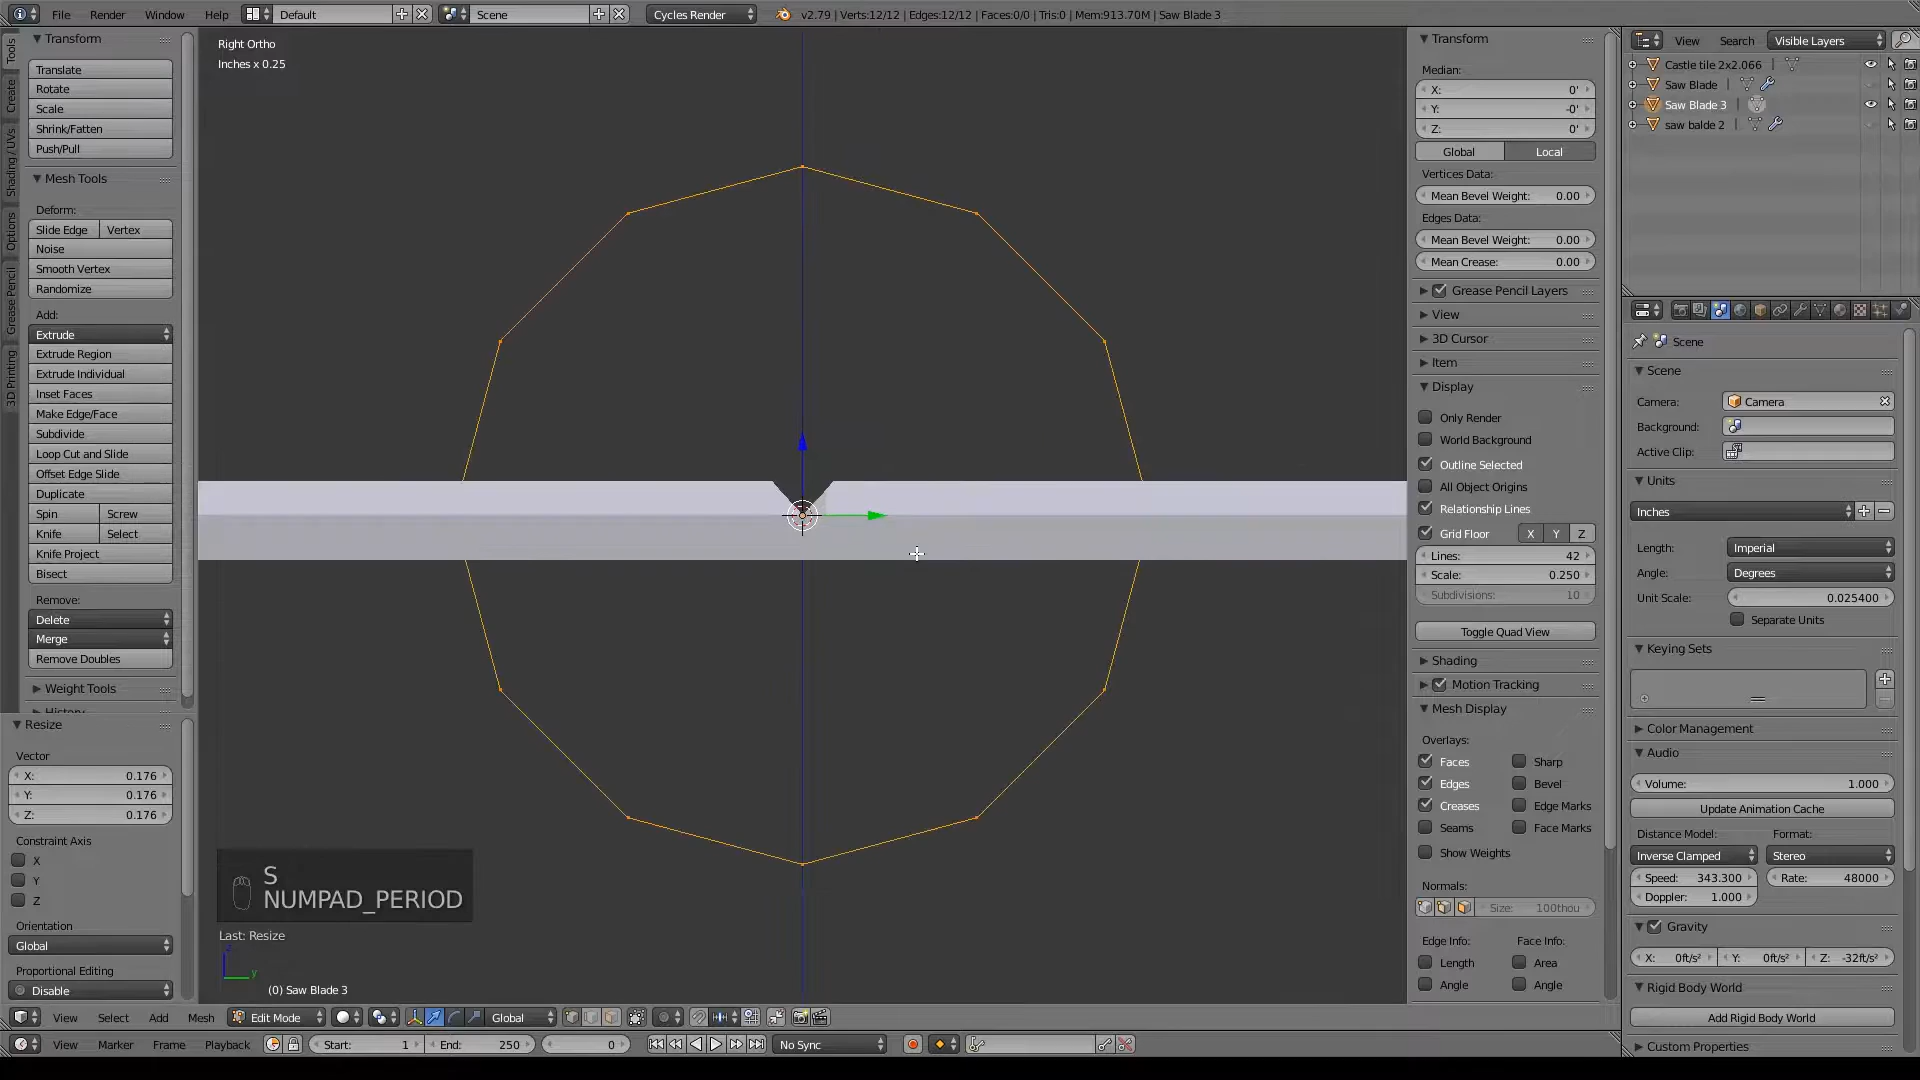 File Render Window Help Default Scene Cycles Render v2.79 | Verts:12/12 | Edges:12/12 | Faces:0/0 | Tris:0 | Mem:913.70M | Saw Blade 3
Tools
Create
Shading / UVs
Options
Grease Pencil
3D Printing
Transform
Translate
Rotate
Scale
Shrink/Fatten
Push/Pull
Mesh Tools
Deform:
Slide Edge Vertex
Noise
Smooth Vertex
Randomize
Add:
Extrude
Extrude Region
Extrude Individual
Inset Faces
Make Edge/Face
Subdivide
Loop Cut and Slide
Offset Edge Slide
Duplicate
Spin Screw
Knife Select
Knife Project
Bisect
Remove:
Delete
Merge
Remove Doubles
Weight Tools
Resize
Vector
X: 0.176
Y: 0.176
Z: 0.176
Constraint Axis
X
Y
Z
Orientation
Global
Proportional Editing
Disable
Right Ortho
Inches x 0.25
S
NUMPAD_PERIOD
Last: Resize
y
(0) Saw Blade 3
Transform
Median:
X: 0'
Y: -0'
Z: 0'
Global Local
Vertices Data:
Mean Bevel Weight: 0.00
Edges Data:
Mean Bevel Weight: 0.00
Mean Crease: 0.00
Grease Pencil Layers
View
3D Cursor
Item
Display
Only Render
World Background
Outline Selected
All Object Origins
Relationship Lines
Grid Floor X Y Z
Lines: 42
Scale: 0.250
Subdivisions: 10
Toggle Quad View
Shading
Motion Tracking
Mesh Display
Overlays:
Faces Sharp
Edges Bevel
Creases Edge Marks
Seams Face Marks
Show Weights
Normals:
Size: 100thou
Edge Info: Face Info:
Length Area
Angle Angle
View Search Visible Layers
Castle tile 2x2.066
Saw Blade
Saw Blade 3
saw balde 2
Scene
Scene
Camera: Camera
Background:
Active Clip:
Units
Inches
Length: Imperial
Angle: Degrees
Unit Scale: 0.025400
Separate Units
Keying Sets
Color Management
Audio
Volume: 1.000
Update Animation Cache
Distance Model: Format:
Inverse Clamped Stereo
Speed: 343.300 Rate: 48000
Doppler: 1.000
Gravity
X: 0ft/s² Y: 0ft/s² Z: -32ft/s²
Rigid Body World
Add Rigid Body World
Custom Properties
View Select Add Mesh Edit Mode Global
View Marker Frame Playback Start: 1 End: 250 0 No Sync